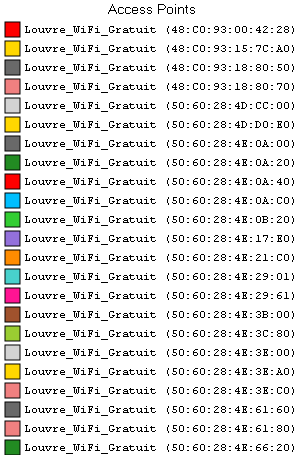 Access Points
Louvre_WiFi_Gratuit (48:C0:93:00:42:28)
Louvre_WiFi_Gratuit (48:C0:93:15:7C:A0)
Louvre_WiFi_Gratuit (48:C0:93:18:80:50)
Louvre_WiFi_Gratuit (48:C0:93:18:80:70)
Louvre_WiFi_Gratuit (50:60:28:4D:CC:00)
Louvre_WiFi_Gratuit (50:60:28:4D:D0:E0)
Louvre_WiFi_Gratuit (50:60:28:4E:0A:00)
Louvre_WiFi_Gratuit (50:60:28:4E:0A:20)
Louvre_WiFi_Gratuit (50:60:28:4E:0A:40)
Louvre_WiFi_Gratuit (50:60:28:4E:0A:C0)
Louvre_WiFi_Gratuit (50:60:28:4E:0B:20)
Louvre_WiFi_Gratuit (50:60:28:4E:17:E0)
Louvre_WiFi_Gratuit (50:60:28:4E:21:C0)
Louvre_WiFi_Gratuit (50:60:28:4E:29:01)
Louvre_WiFi_Gratuit (50:60:28:4E:29:61)
Louvre_WiFi_Gratuit (50:60:28:4E:3B:00)
Louvre_WiFi_Gratuit (50:60:28:4E:3C:80)
Louvre_WiFi_Gratuit (50:60:28:4E:3E:00)
Louvre_WiFi_Gratuit (50:60:28:4E:3E:A0)
Louvre_WiFi_Gratuit (50:60:28:4E:3E:C0)
Louvre_WiFi_Gratuit (50:60:28:4E:61:60)
Louvre_WiFi_Gratuit (50:60:28:4E:61:80)
Louvre_WiFi_Gratuit (50:60:28:4E:66:20)